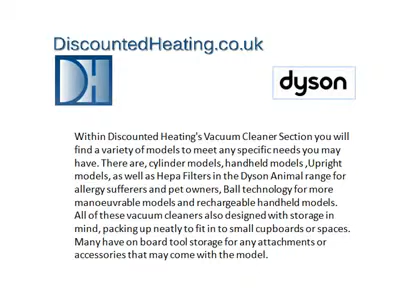 DiscountedHeating.co.uk
DH
dyson
Within Discounted Heating's Vacuum Cleaner Section you will
find a variety of models to meet any specific needs you may
have. There are, cylinder models, handheld models ,Upright
models, as well as Hepa Filters in the Dyson Animal range for
allergy sufferers and pet owners, Ball technology for more
manoeuvrable models and rechargeable handheld models.
All of these vacuum cleaners also designed with storage in
mind, packing up neatly to fit in to small cupboards or spaces.
Many have on board tool storage for any attachments or
accessories that may come with the model.